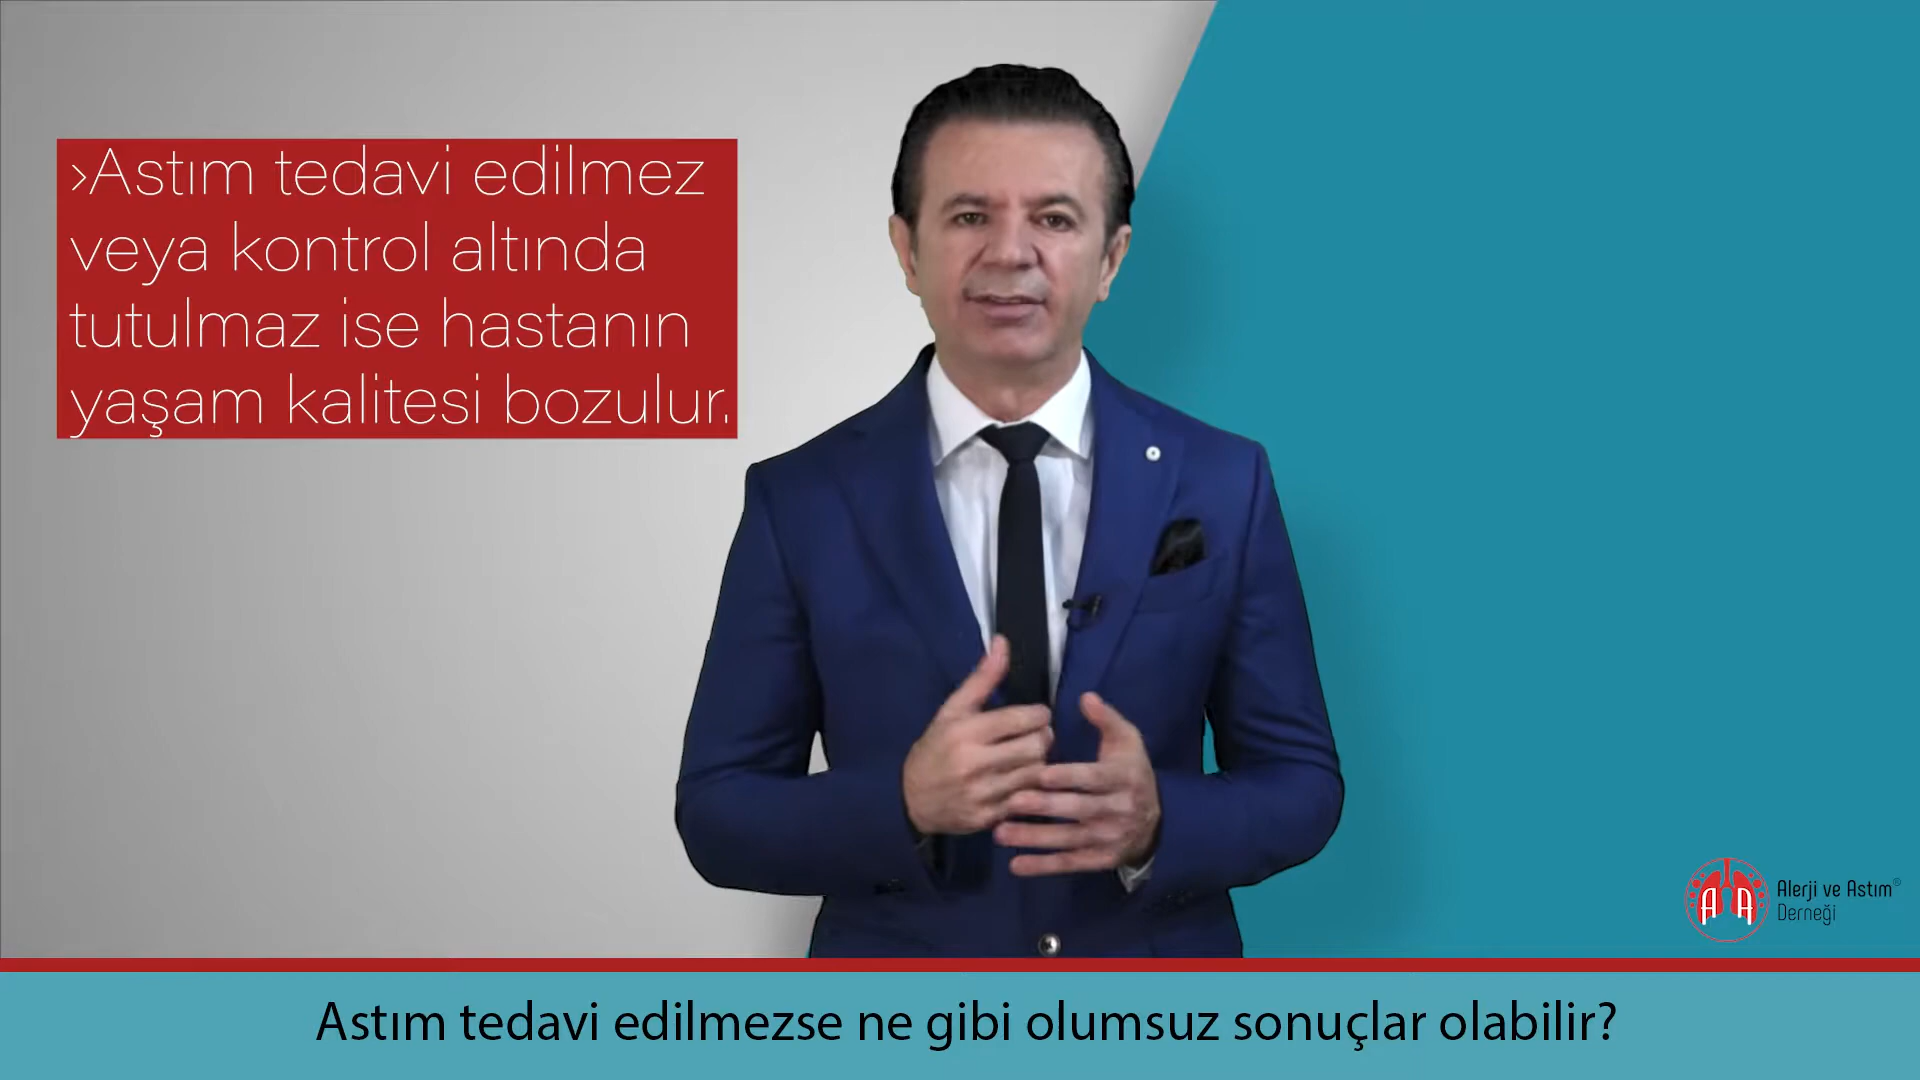 ›Astım tedavi edilmez
veya kontrol altında
tutulmaz ise hastanın
yaşam kalitesi bozulur.
A A
Alerji ve Astım®
Derneği
Astım tedavi edilmezse ne gibi olumsuz sonuçlar olabilir?